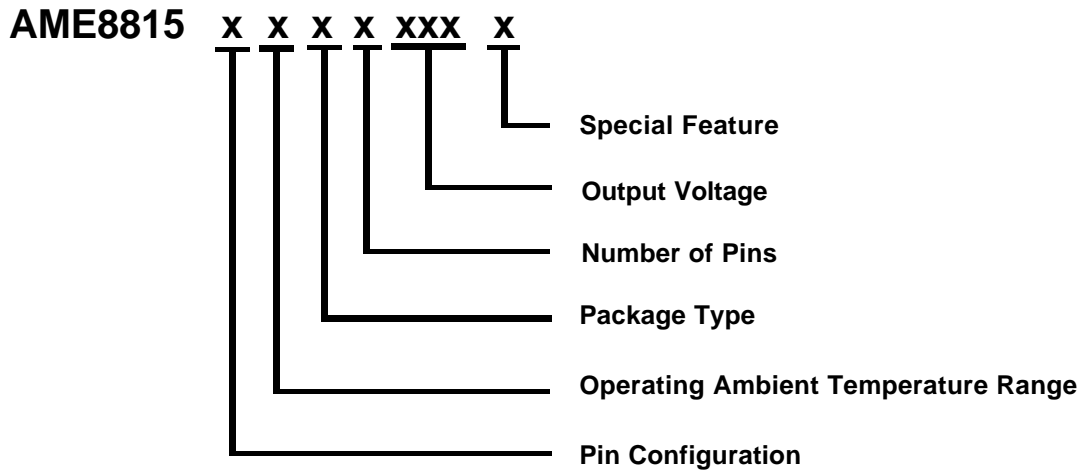 AME8815 x x x x xxx x
Special Feature
Output Voltage
Number of Pins
Package Type
Operating Ambient Temperature Range
Pin Configuration